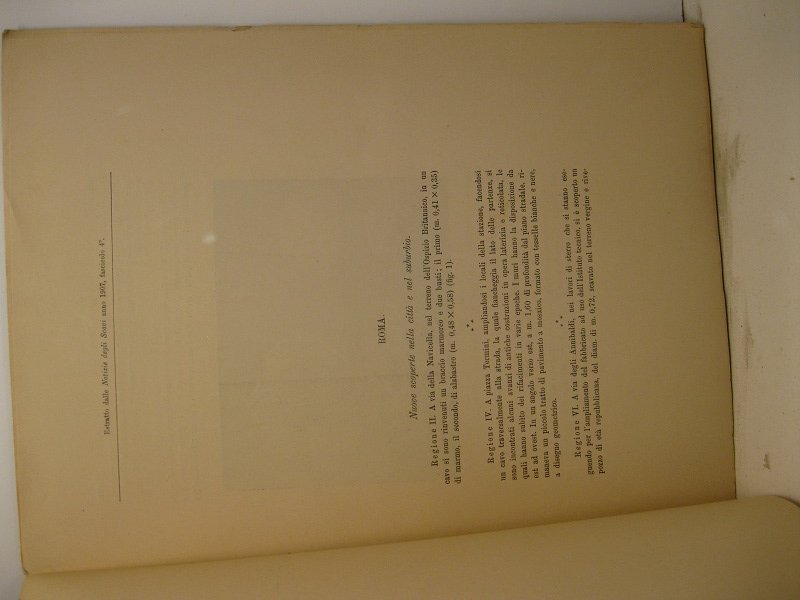 Estratto dalle Notizie degli Scavi anno 1907, fascicolo 4°.
ROMA.
Nuove scoperte nella città e nel suburbio.
Regione II. A via della Navicella, nel terreno dell'Ospizio Britannico, in un
cavo si sono rinvenuti un braccio marmoreo e due busti; il primo (m. 0,41 × 0,25)
di marmo, il secondo, di alabastro (m. 0,48 × 0,58) (fig. 1).
*
* *
Regione IV. A piazza Termini, ampliandosi i locali della stazione, facendosi
un cavo trasversalmente alla strada, la quale fiancheggia il lato delle partenze, si
sono incontrati alcuni avanzi di antiche costruzioni in opera laterizia e reticolata, le
quali hanno subìto dei rifacimenti in varie epoche. I muri hanno la disposizione da
est ad ovest. In un angolo verso est, a m. 1,60 di profondità dal piano stradale, ri-
maneva un piccolo tratto di pavimento a mosaico, formato con tesselle bianche e nere,
a disegno geometrico.
*
* *
Regione VI. A via degli Annibaldi, nei lavori di sterro che si stanno ese-
guendo per l'ampliamento del fabbricato ad uso dell'Istituto tecnico, si è scoperto un
pozzo di età repubblicana, del diam. di m. 0,72, scavato nel terreno vergine e rive-